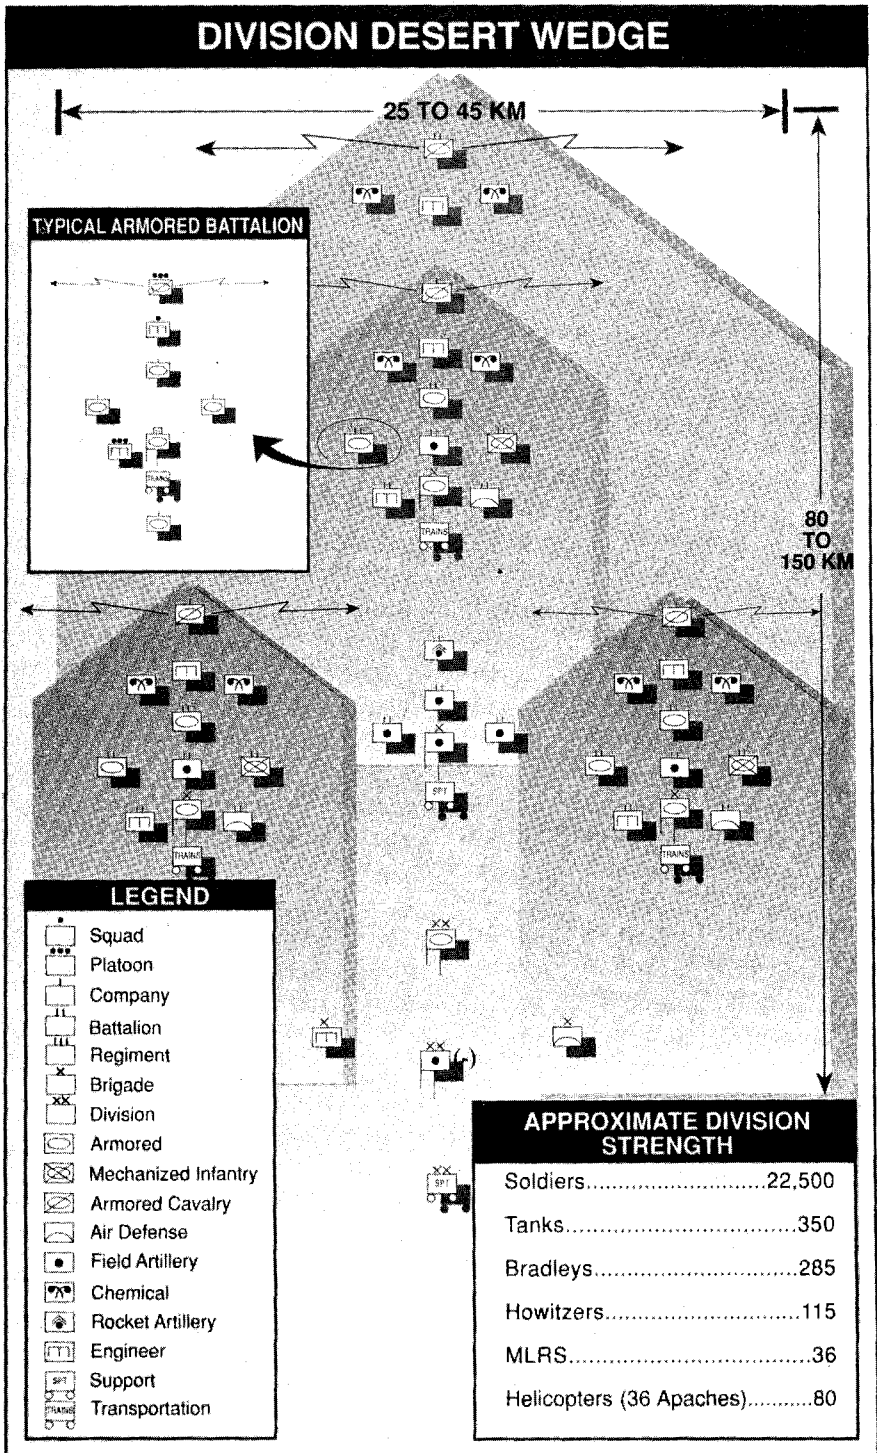 DIVISION DESERT WEDGE
25 TO 45 KM
TYPICAL ARMORED BATTALION
TRAINS
TRAINS
80
TO
150 KM
SPT
TRAINS
TRAINS
(-)
SPT
LEGEND
Squad
Platoon
Company
Battalion
Regiment
Brigade
Division
Armored
Mechanized Infantry
Armored Cavalry
Air Defense
Field Artillery
Chemical
Rocket Artillery
Engineer
SPT Support
TRAINS Transportation
APPROXIMATE DIVISION
STRENGTH
Soldiers..............................22,500
Tanks....................................350
Bradleys................................285
Howitzers..............................115
MLRS.....................................36
Helicopters (36 Apaches)..........80